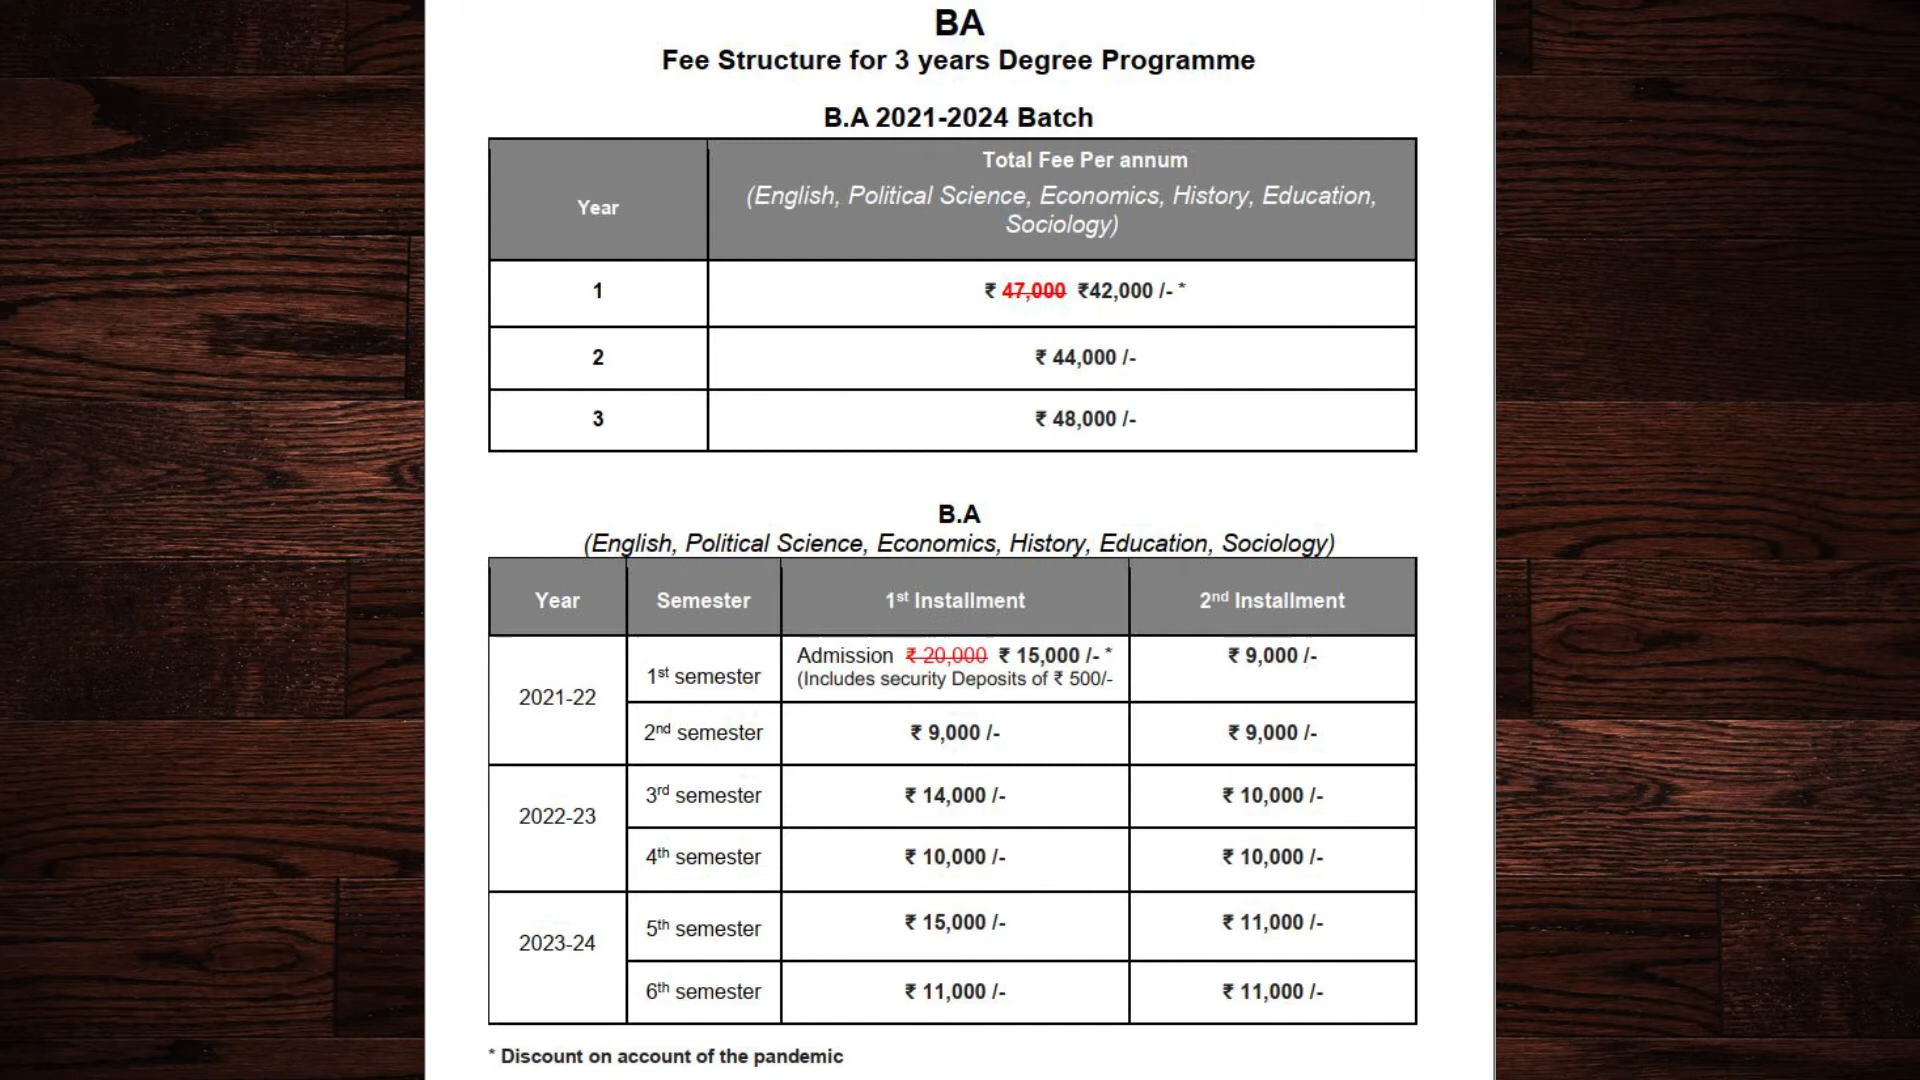 BA
Fee Structure for 3 years Degree Programme
B.A 2021-2024 Batch
Year
Total Fee Per annum
(English, Political Science, Economics, History, Education,
Sociology)
1
₹ 47,000 ₹42,000 /- *
2
₹ 44,000 /-
3
₹ 48,000 /-
B.A
(English, Political Science, Economics, History, Education, Sociology)
Year Semester 1st Installment 2nd Installment
2021-22
1st semester
Admission ₹ 20,000 ₹ 15,000 /- *
(Includes security Deposits of ₹ 500/-
₹ 9,000 /-
2nd semester ₹ 9,000 /- ₹ 9,000 /-
2022-23
3rd semester ₹ 14,000 /- ₹ 10,000 /-
4th semester ₹ 10,000 /- ₹ 10,000 /-
2023-24
5th semester ₹ 15,000 /- ₹ 11,000 /-
6th semester ₹ 11,000 /- ₹ 11,000 /-
* Discount on account of the pandemic